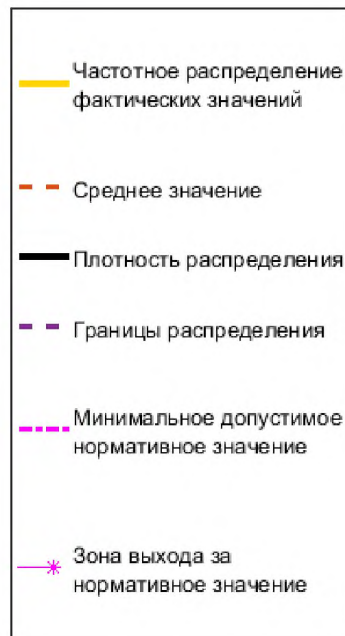 Частотное распределение
фактических значений
Среднее значение
Плотность распределения
Границы распределения
Минимальное допустимое
нормативное значение
Зона выхода за
нормативное значение